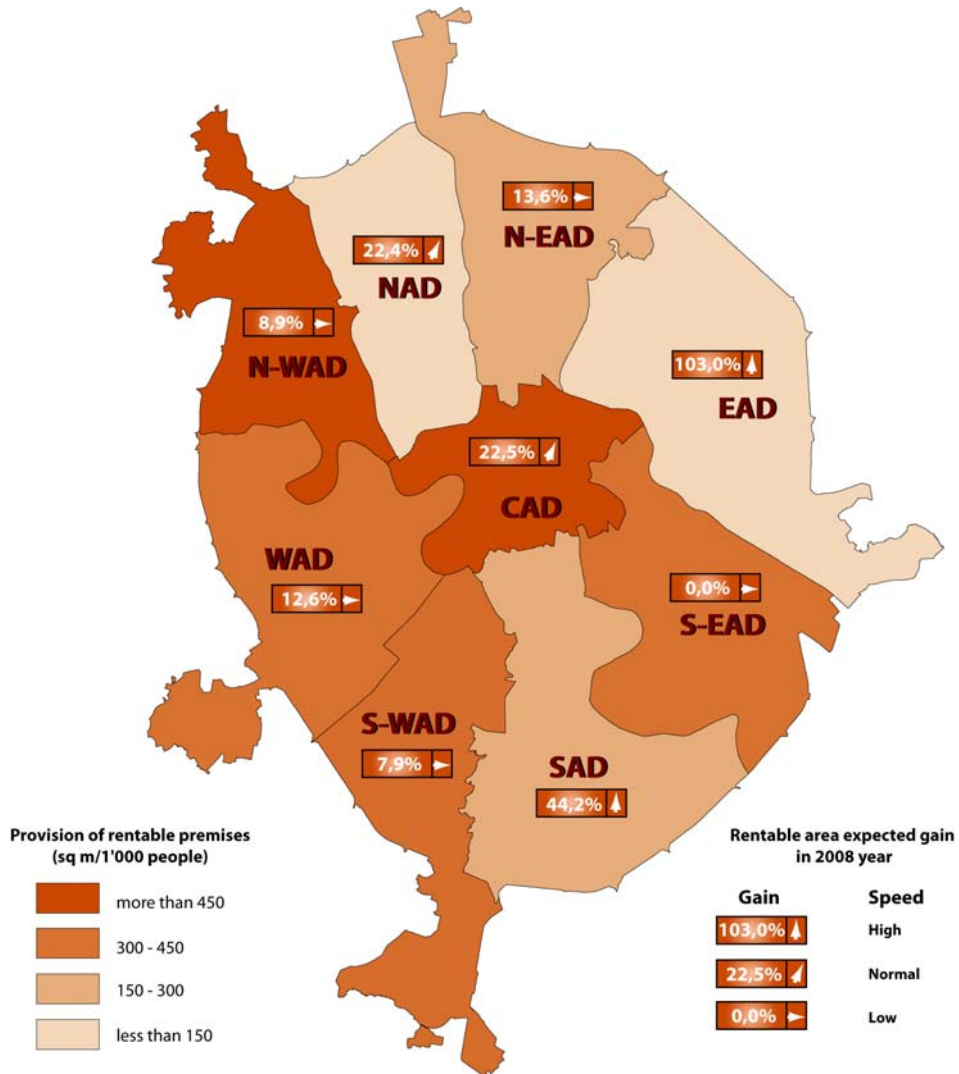 13,6%
N-EAD
22,4%
NAD
8,9%
N-WAD
103,0%
EAD
22,5%
CAD
WAD
12,6%
0,0%
S-EAD
S-WAD
7,9%
SAD
44,2%
Provision of rentable premises
(sq m/1'000 people)
more than 450
300 - 450
150 - 300
less than 150
Rentable area expected gain
in 2008 year
Gain Speed
103,0% High
22,5% Normal
0,0% Low